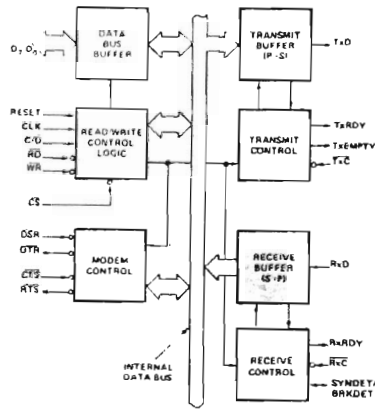 DATA
BUS
BUFFER
TRANSMIT
BUFFER
(P-S)
TxD
RESET
CLK
C/D
RD
WR
CS
READ/WRITE
CONTROL
LOGIC
TRANSMIT
CONTROL
TxRDY
TxEMPTY
TxC
DSR
DTR
CTS
RTS
MODEM
CONTROL
RECEIVE
BUFFER
(S-P)
RxD
INTERNAL
DATA BUS
RECEIVE
CONTROL
RxRDY
RxC
SYNDET/
BRKDET